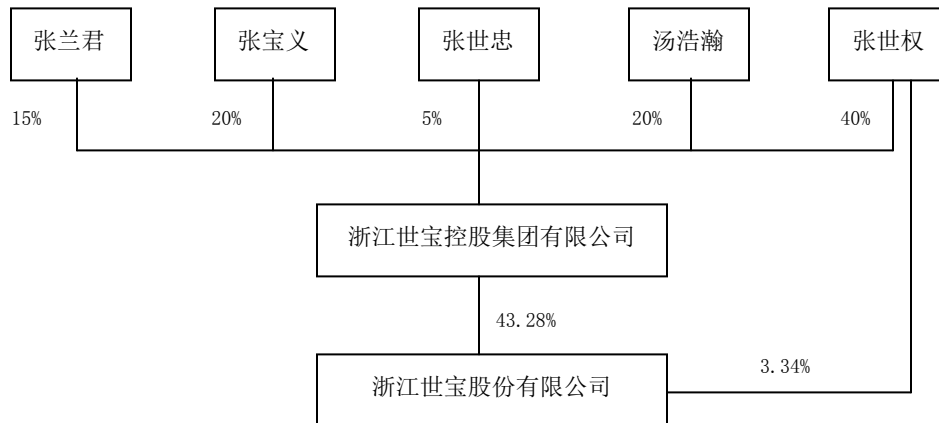 张兰君
张宝义
张世忠
汤浩瀚
张世权
15%
20%
5%
20%
40%
浙江世宝控股集团有限公司
43.28%
3.34%
浙江世宝股份有限公司